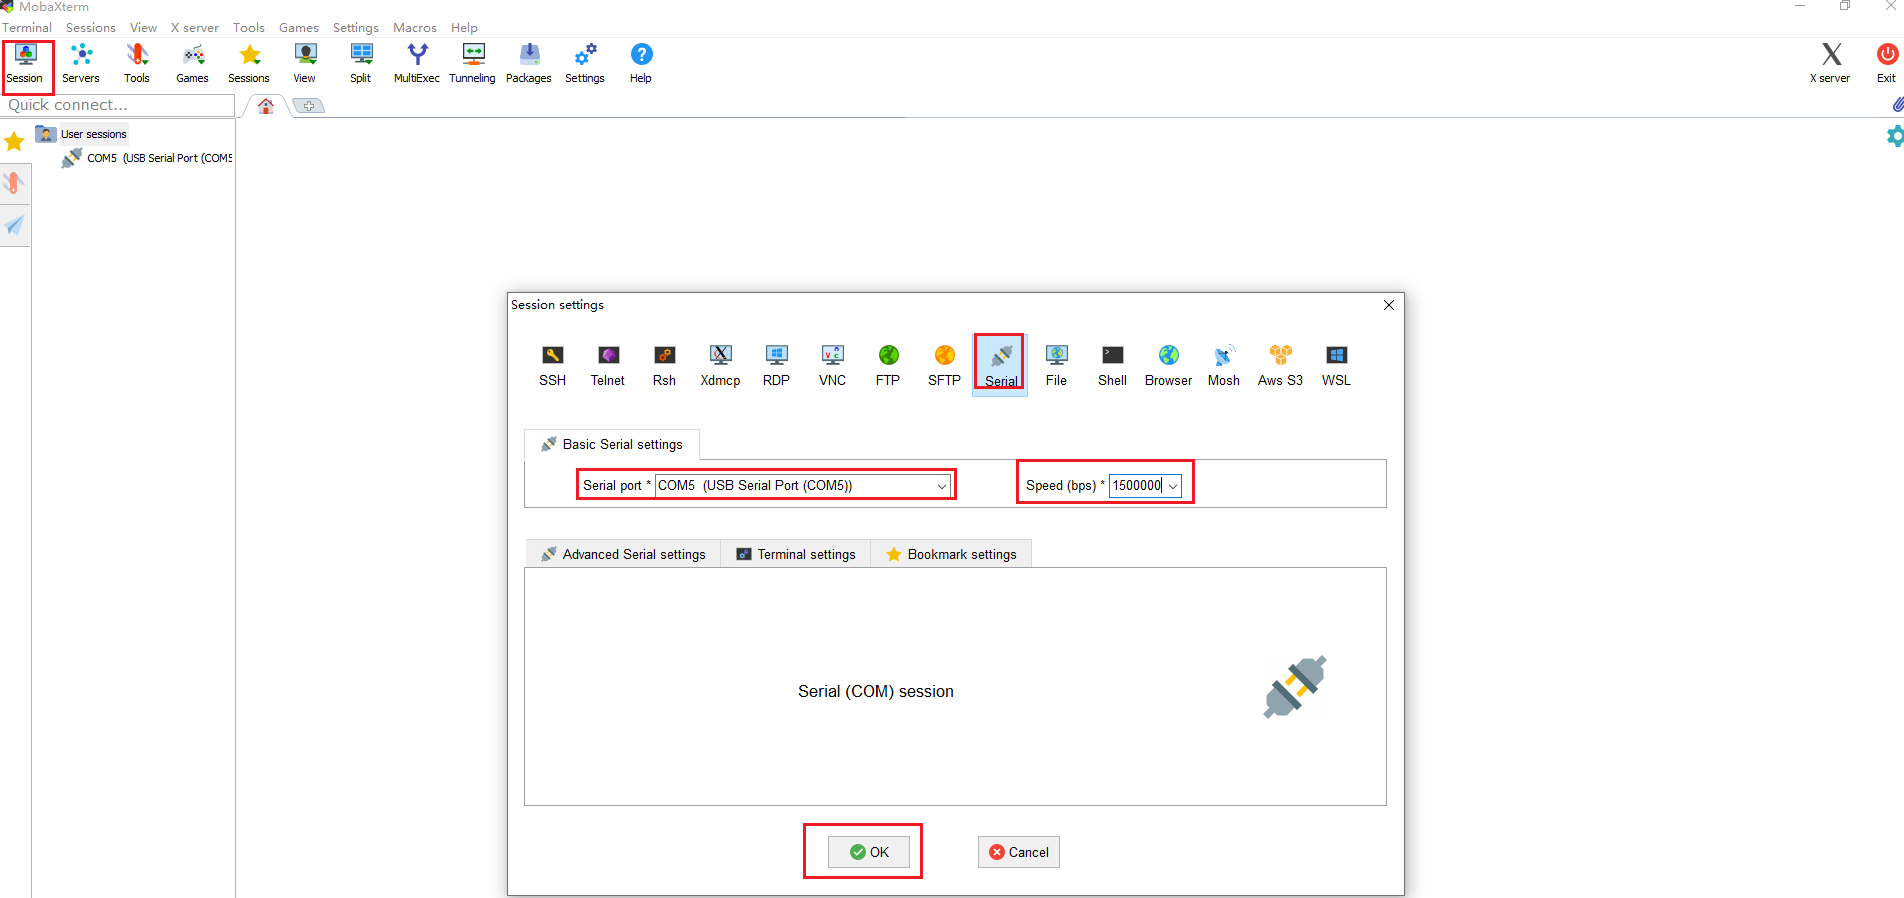 MobaXterm
Terminal Sessions View X server Tools Games Settings Macros Help
Session Servers Tools Games Sessions View Split MultiExec Tunneling Packages Settings Help X server Exit
Quick connect...
User sessions
COM5 (USB Serial Port (COM5
Session settings
SSH Telnet Rsh Xdmcp RDP VNC FTP SFTP Serial File Shell Browser Mosh Aws S3 WSL
Basic Serial settings
Serial port * COM5 (USB Serial Port (COM5)) Speed (bps) * 1500000
Advanced Serial settings Terminal settings Bookmark settings
Serial (COM) session
OK Cancel